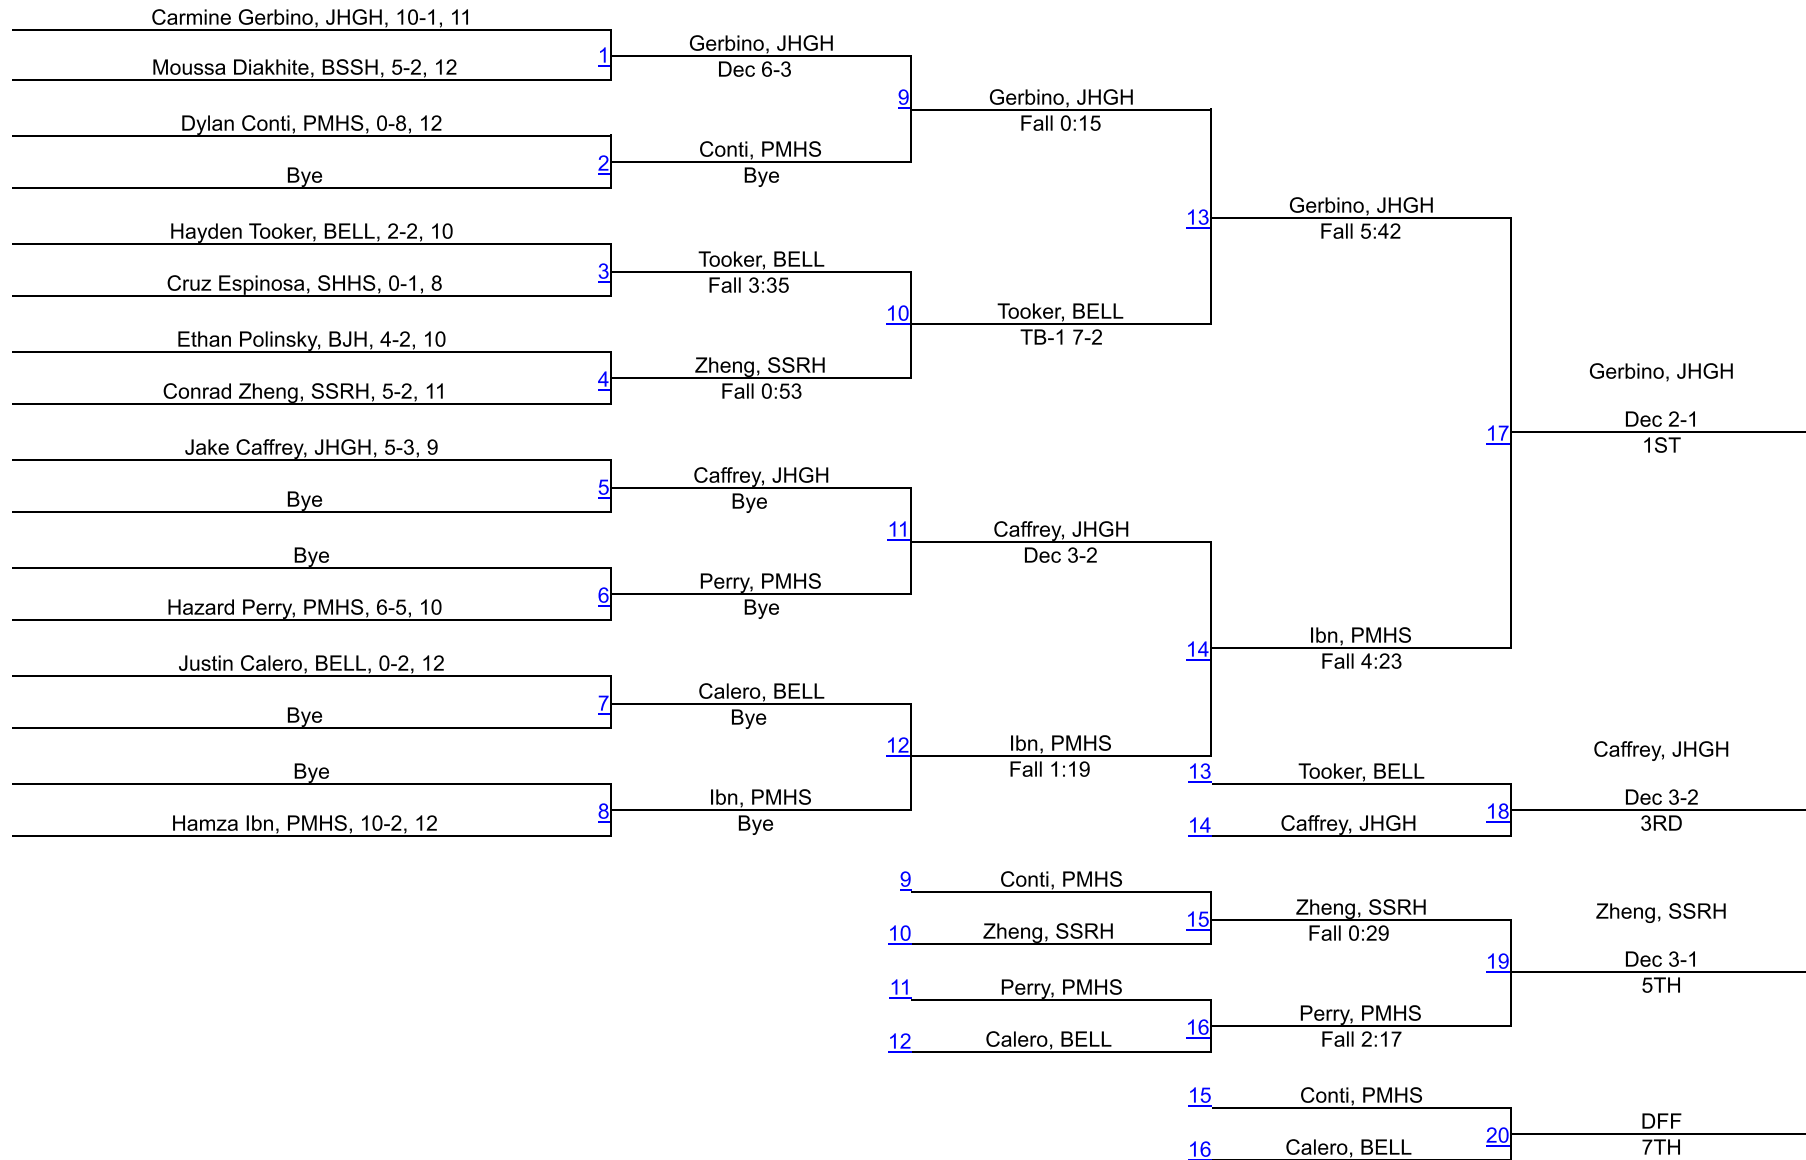 Carmine Gerbino, JHGH, 10-1, 11
1
Moussa Diakhite, BSSH, 5-2, 12
Dylan Conti, PMHS, 0-8, 12
2
Bye
Hayden Tooker, BELL, 2-2, 10
3
Cruz Espinosa, SHHS, 0-1, 8
Ethan Polinsky, BJH, 4-2, 10
4
Conrad Zheng, SSRH, 5-2, 11
Jake Caffrey, JHGH, 5-3, 9
5
Bye
Bye
6
Hazard Perry, PMHS, 6-5, 10
Justin Calero, BELL, 0-2, 12
7
Bye
Bye
8
Hamza Ibn, PMHS, 10-2, 12
Gerbino, JHGH
Dec 6-3
9
Conti, PMHS
Bye
Tooker, BELL
Fall 3:35
10
Zheng, SSRH
Fall 0:53
Caffrey, JHGH
Bye
11
Perry, PMHS
Bye
Calero, BELL
Bye
12
Ibn, PMHS
Bye
Gerbino, JHGH
Fall 0:15
13
Tooker, BELL
TB-1 7-2
Caffrey, JHGH
Dec 3-2
14
Ibn, PMHS
Fall 1:19
Gerbino, JHGH
Fall 5:42
17
Ibn, PMHS
Fall 4:23
Gerbino, JHGH
Dec 2-1
1ST
13
Tooker, BELL
18
14
Caffrey, JHGH
Caffrey, JHGH
Dec 3-2
3RD
9
Conti, PMHS
15
10
Zheng, SSRH
11
Perry, PMHS
16
12
Calero, BELL
Zheng, SSRH
Fall 0:29
19
Perry, PMHS
Fall 2:17
Zheng, SSRH
Dec 3-1
5TH
15
Conti, PMHS
20
16
Calero, BELL
DFF
7TH